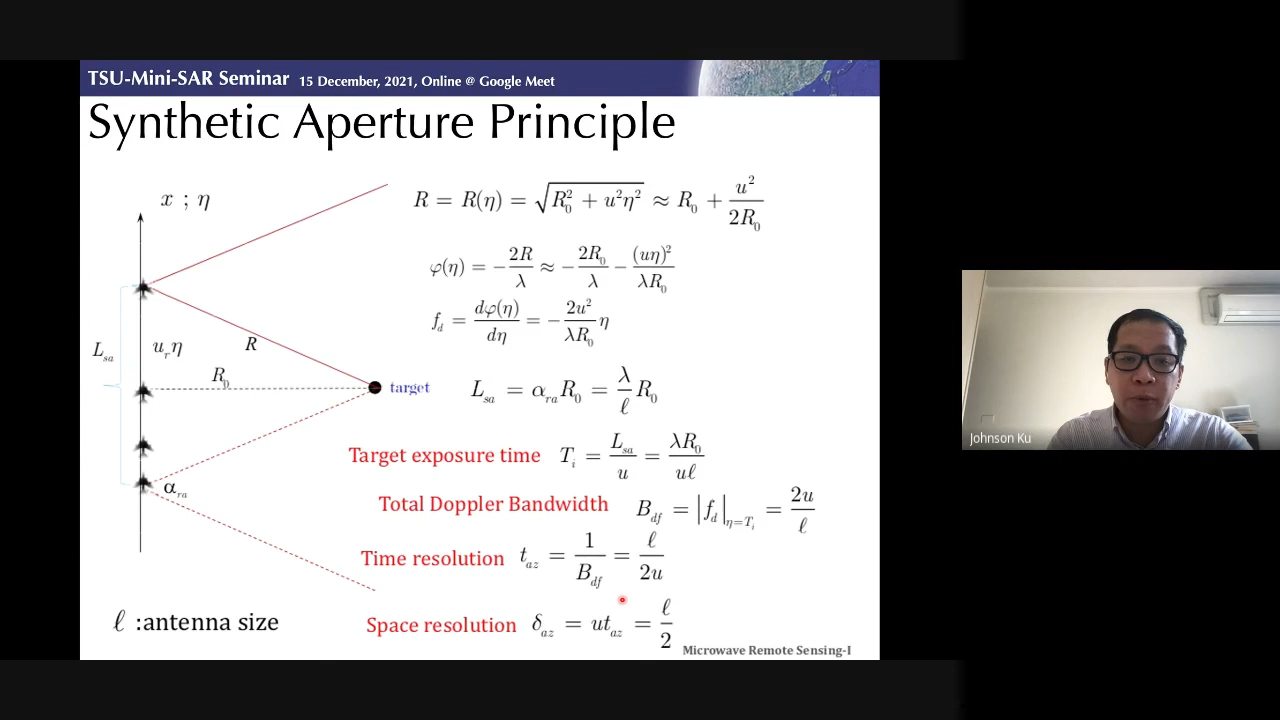 TSU-Mini-SAR Seminar 15 December, 2021, Online @ Google Meet
Synthetic Aperture Principle
x ; η
R = R(η) = √(R₀² + u²η²) ≈ R₀ + u²/2R₀
φ(η) = −2R/λ ≈ −2R₀/λ − (uη)²/λR₀
f_d = dφ(η)/dη = −2u²/λR₀ η
L_sa
u_r η
R
R₀
target
L_sa = α_ra R₀ = λ/ℓ R₀
Target exposure time T_i = L_sa/u = λR₀/uℓ
α_ra
Total Doppler Bandwidth B_df = |f_d|_η=T_i = 2u/ℓ
Time resolution t_az = 1/B_df = ℓ/2u
ℓ :antenna size
Space resolution δ_az = ut_az = ℓ/2
Microwave Remote Sensing-I
Johnson Ku